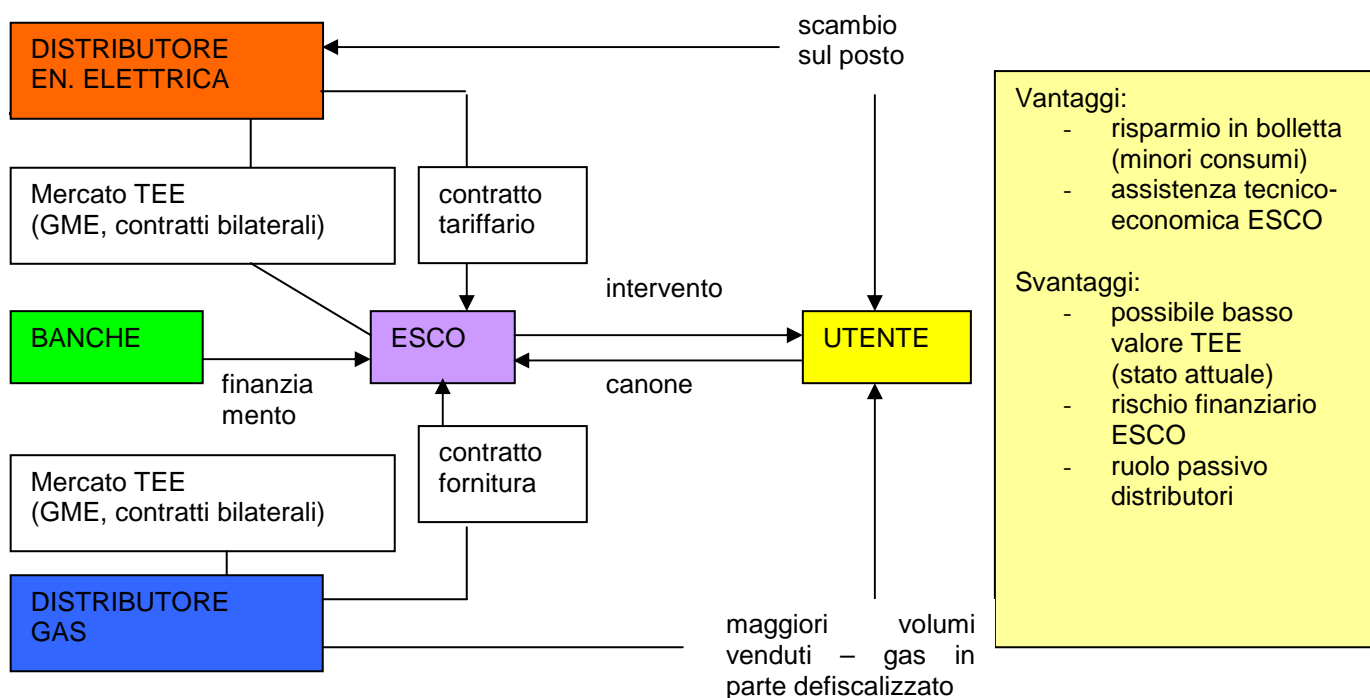 scambio
sul posto
DISTRIBUTORE
EN. ELETTRICA
Mercato TEE
(GME, contratti bilaterali)
contratto
tariffario
intervento
BANCHE
ESCO
UTENTE
finanzia
mento
canone
contratto
fornitura
Mercato TEE
(GME, contratti bilaterali)
DISTRIBUTORE
GAS
maggiori volumi
venduti – gas in
parte defiscalizzato
Vantaggi:
- risparmio in bolletta
(minori consumi)
- assistenza tecnico-
economica ESCO
Svantaggi:
- possibile basso
valore TEE
(stato attuale)
- rischio finanziario
ESCO
- ruolo passivo
distributori